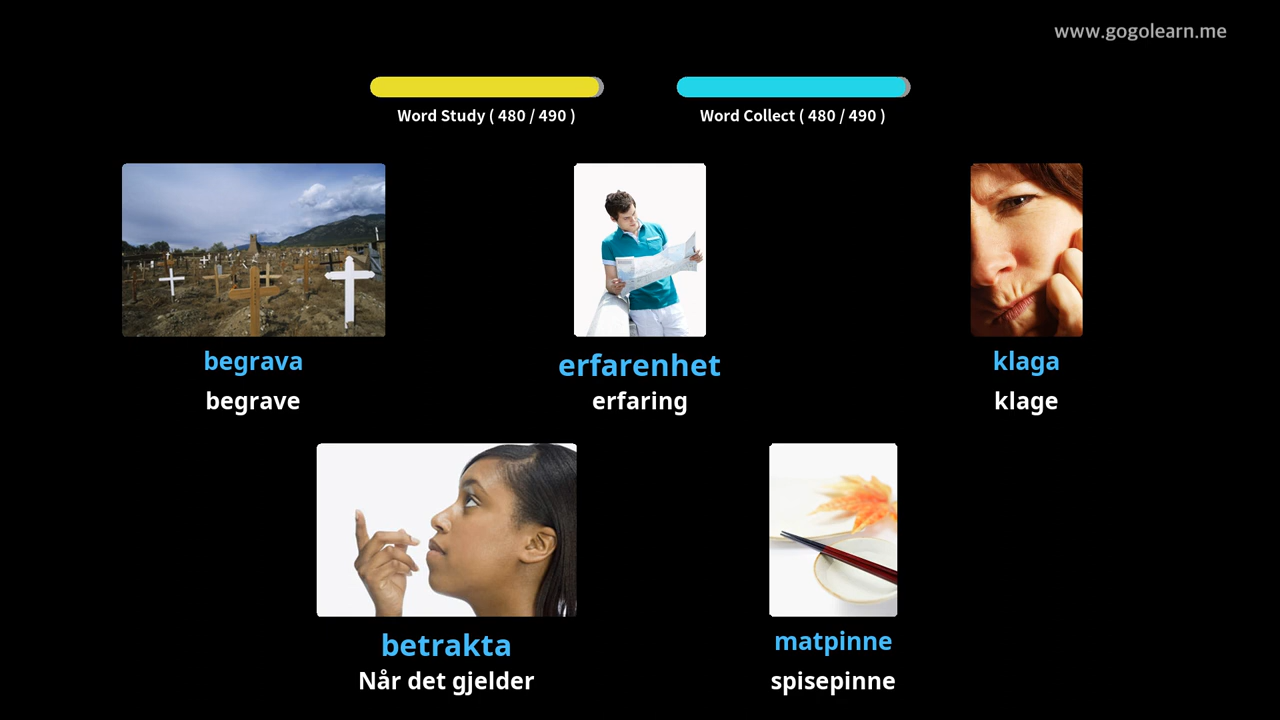 www.gogolearn.me
Word Study ( 480 / 490 )
Word Collect ( 480 / 490 )
begrava
begrave
erfarenhet
erfaring
klaga
klage
betrakta
Når det gjelder
matpinne
spisepinne